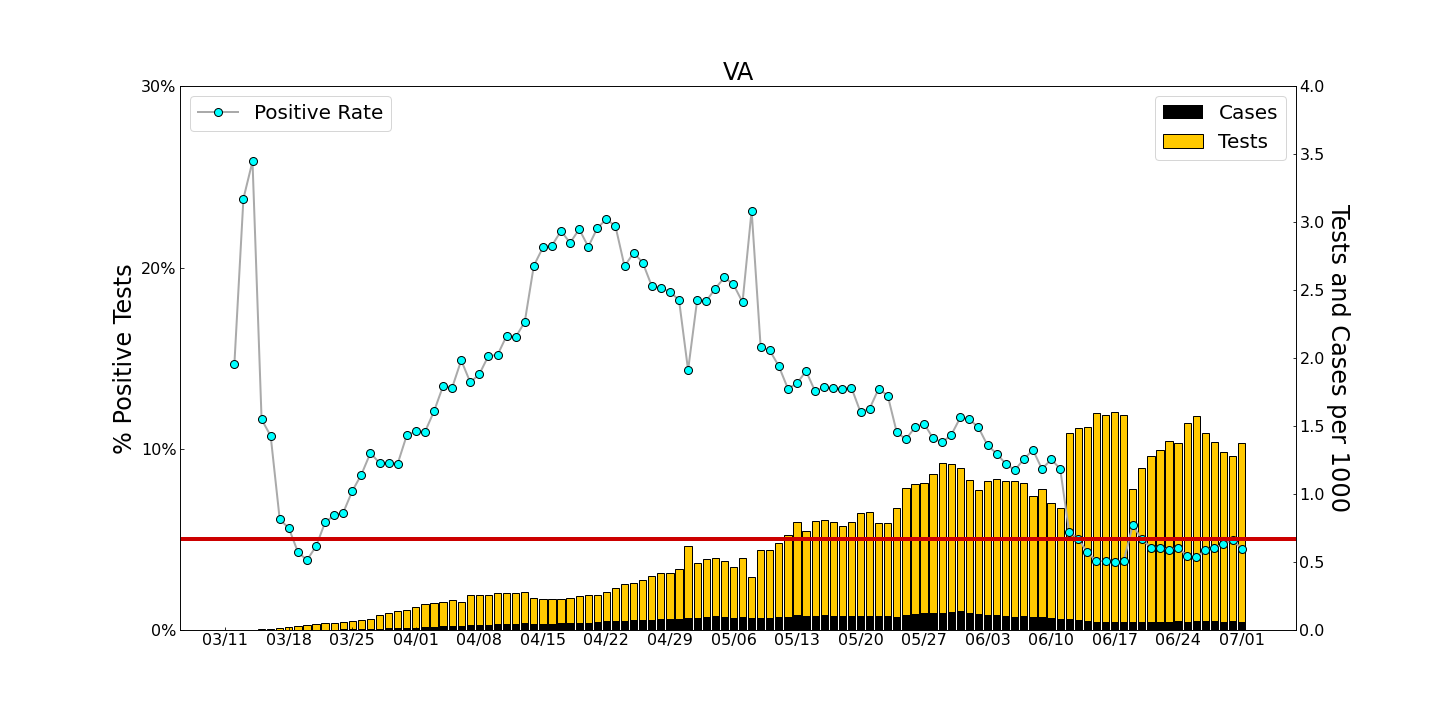 VA
30%
20%
10%
0%
% Positive Tests
Positive Rate
Cases
Tests
4.0
3.5
3.0
2.5
2.0
1.5
1.0
0.5
0.0
Tests and Cases per 1000
03/11 03/18 03/25 04/01 04/08 04/15 04/22 04/29 05/06 05/13 05/20 05/27 06/03 06/10 06/17 06/24 07/01